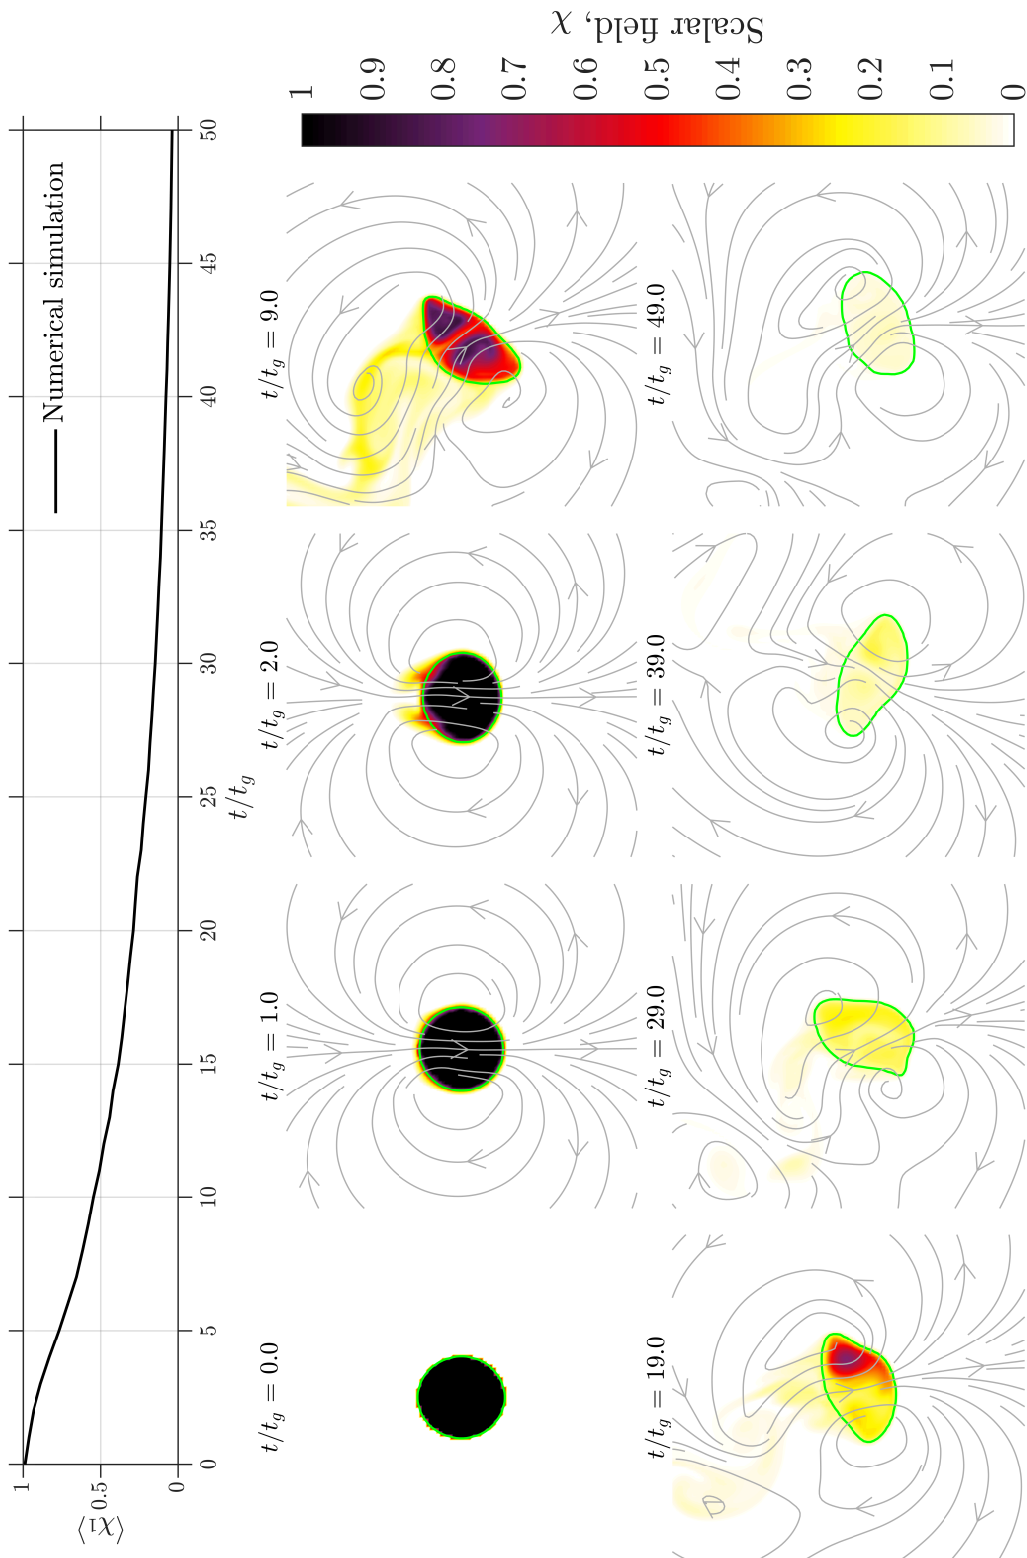 ⟨χ₁⟩
1
0.5
0
Numerical simulation
0 5 10 15 20 25 30 35 40 45 50
t/t_g
t/t_g = 0.0
t/t_g = 1.0
t/t_g = 2.0
t/t_g = 9.0
t/t_g = 19.0
t/t_g = 29.0
t/t_g = 39.0
t/t_g = 49.0
1
0.9
0.8
0.7
0.6
0.5
0.4
0.3
0.2
0.1
0
Scalar field, χ